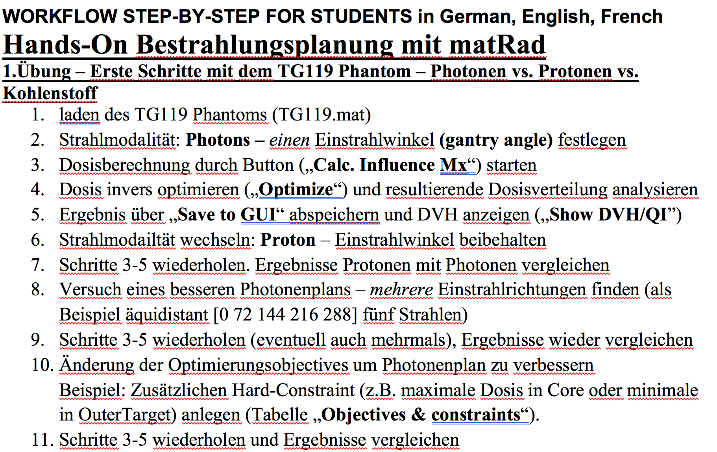 WORKFLOW STEP-BY-STEP FOR STUDENTS in German, English, French
Hands-On Bestrahlungsplanung mit matRad
1.Übung – Erste Schritte mit dem TG119 Phantom – Photonen vs. Protonen vs.
Kohlenstoff
1. laden des TG119 Phantoms (TG119.mat)
2. Strahlmodalität: Photons – einen Einstrahlwinkel (gantry angle) festlegen
3. Dosisberechnung durch Button („Calc. Influence Mx“) starten
4. Dosis invers optimieren („Optimize“) und resultierende Dosisverteilung analysieren
5. Ergebnis über „Save to GUI“ abspeichern und DVH anzeigen („Show DVH/QI”)
6. Strahlmodailtät wechseln: Proton – Einstrahlwinkel beibehalten
7. Schritte 3-5 wiederholen. Ergebnisse Protonen mit Photonen vergleichen
8. Versuch eines besseren Photonenplans – mehrere Einstrahlrichtungen finden (als
Beispiel äquidistant [0 72 144 216 288] fünf Strahlen)
9. Schritte 3-5 wiederholen (eventuell auch mehrmals), Ergebnisse wieder vergleichen
10. Änderung der Optimierungsobjectives um Photonenplan zu verbessern
Beispiel: Zusätzlichen Hard-Constraint (z.B. maximale Dosis in Core oder minimale
in OuterTarget) anlegen (Tabelle „Objectives & constraints“).
11. Schritte 3-5 wiederholen und Ergebnisse vergleichen